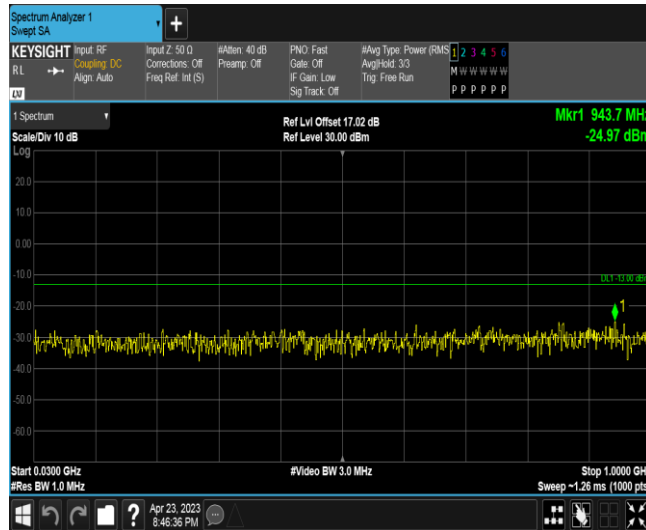 Spectrum Analyzer 1
Swept SA
+
KEYSIGHT Input: RF Input Z: 50 Ω #Atten: 40 dB PNO: Fast #Avg Type: Power (RMS 1 2 3 4 5 6
RL Coupling: DC Corrections: Off Preamp: Off Gate: Off Avg|Hold: 3/3 M W W W W W
Align: Auto Freq Ref: Int (S) IF Gain: Low Trig: Free Run
LXI Sig Track: Off P P P P P P
1 Spectrum Ref Lvl Offset 17.02 dB Mkr1 943.7 MHz
Scale/Div 10 dB Ref Level 30.00 dBm -24.97 dBm
Log
20.0
10.0
0.00
-10.0
DL1 -13.00 dBm
-20.0
1
-30.0
-40.0
-50.0
-60.0
Start 0.0300 GHz #Video BW 3.0 MHz Stop 1.0000 GH
#Res BW 1.0 MHz Sweep ~1.26 ms (1000 pts
? Apr 23, 2023
8:46:36 PM